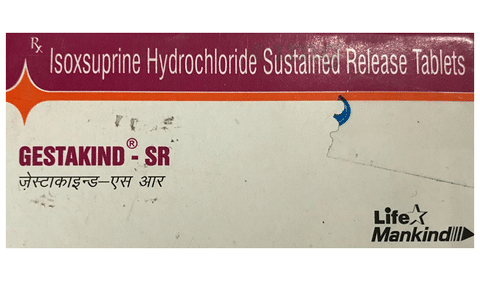 Rx Isoxsuprine Hydrochloride Sustained Release Tablets
GESTAKIND® - SR
ज़ेस्टाकाइन्ड–एस आर
Life
Mankind